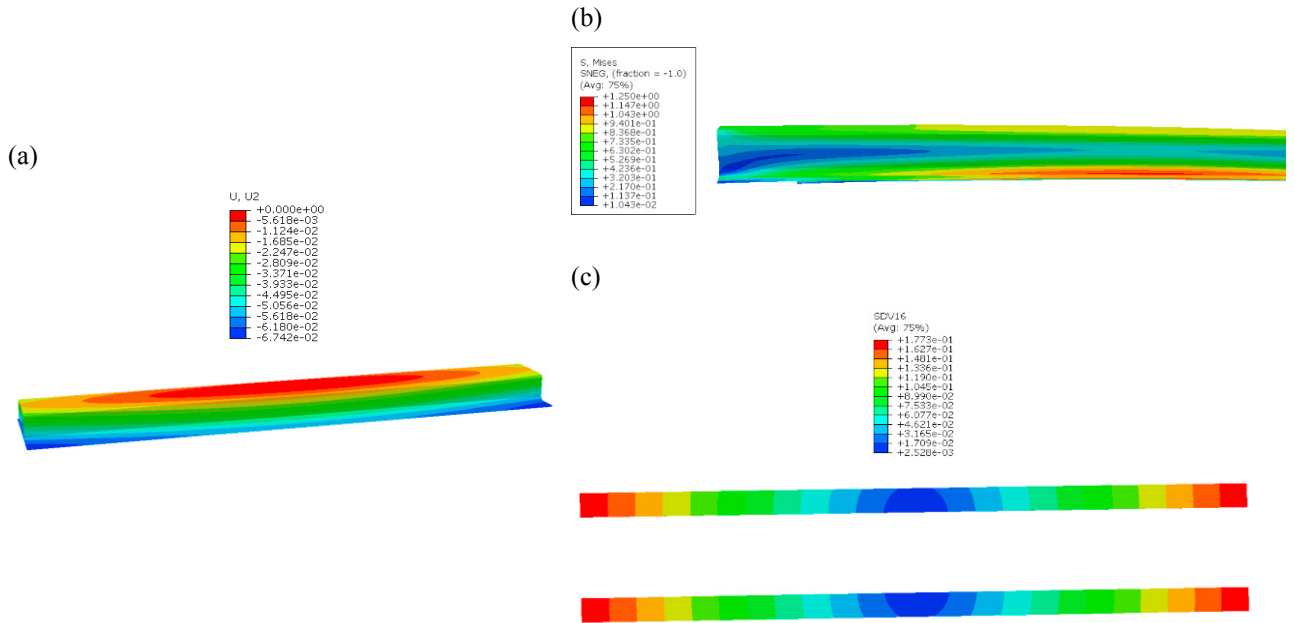 (a)
U, U2
+0.000e+00
-5.618e-03
-1.124e-02
-1.685e-02
-2.247e-02
-2.809e-02
-3.371e-02
-3.933e-02
-4.495e-02
-5.056e-02
-5.618e-02
-6.180e-02
-6.742e-02
(b)
S, Mises
SNEG, (fraction = -1.0)
(Avg: 75%)
+1.250e+00
+1.147e+00
+1.043e+00
+9.401e-01
+8.368e-01
+7.335e-01
+6.302e-01
+5.269e-01
+4.236e-01
+3.203e-01
+2.170e-01
+1.137e-01
+1.043e-02
(c)
SDV16
(Avg: 75%)
+1.773e-01
+1.627e-01
+1.481e-01
+1.336e-01
+1.190e-01
+1.045e-01
+8.990e-02
+7.533e-02
+6.077e-02
+4.621e-02
+3.165e-02
+1.709e-02
+2.528e-03